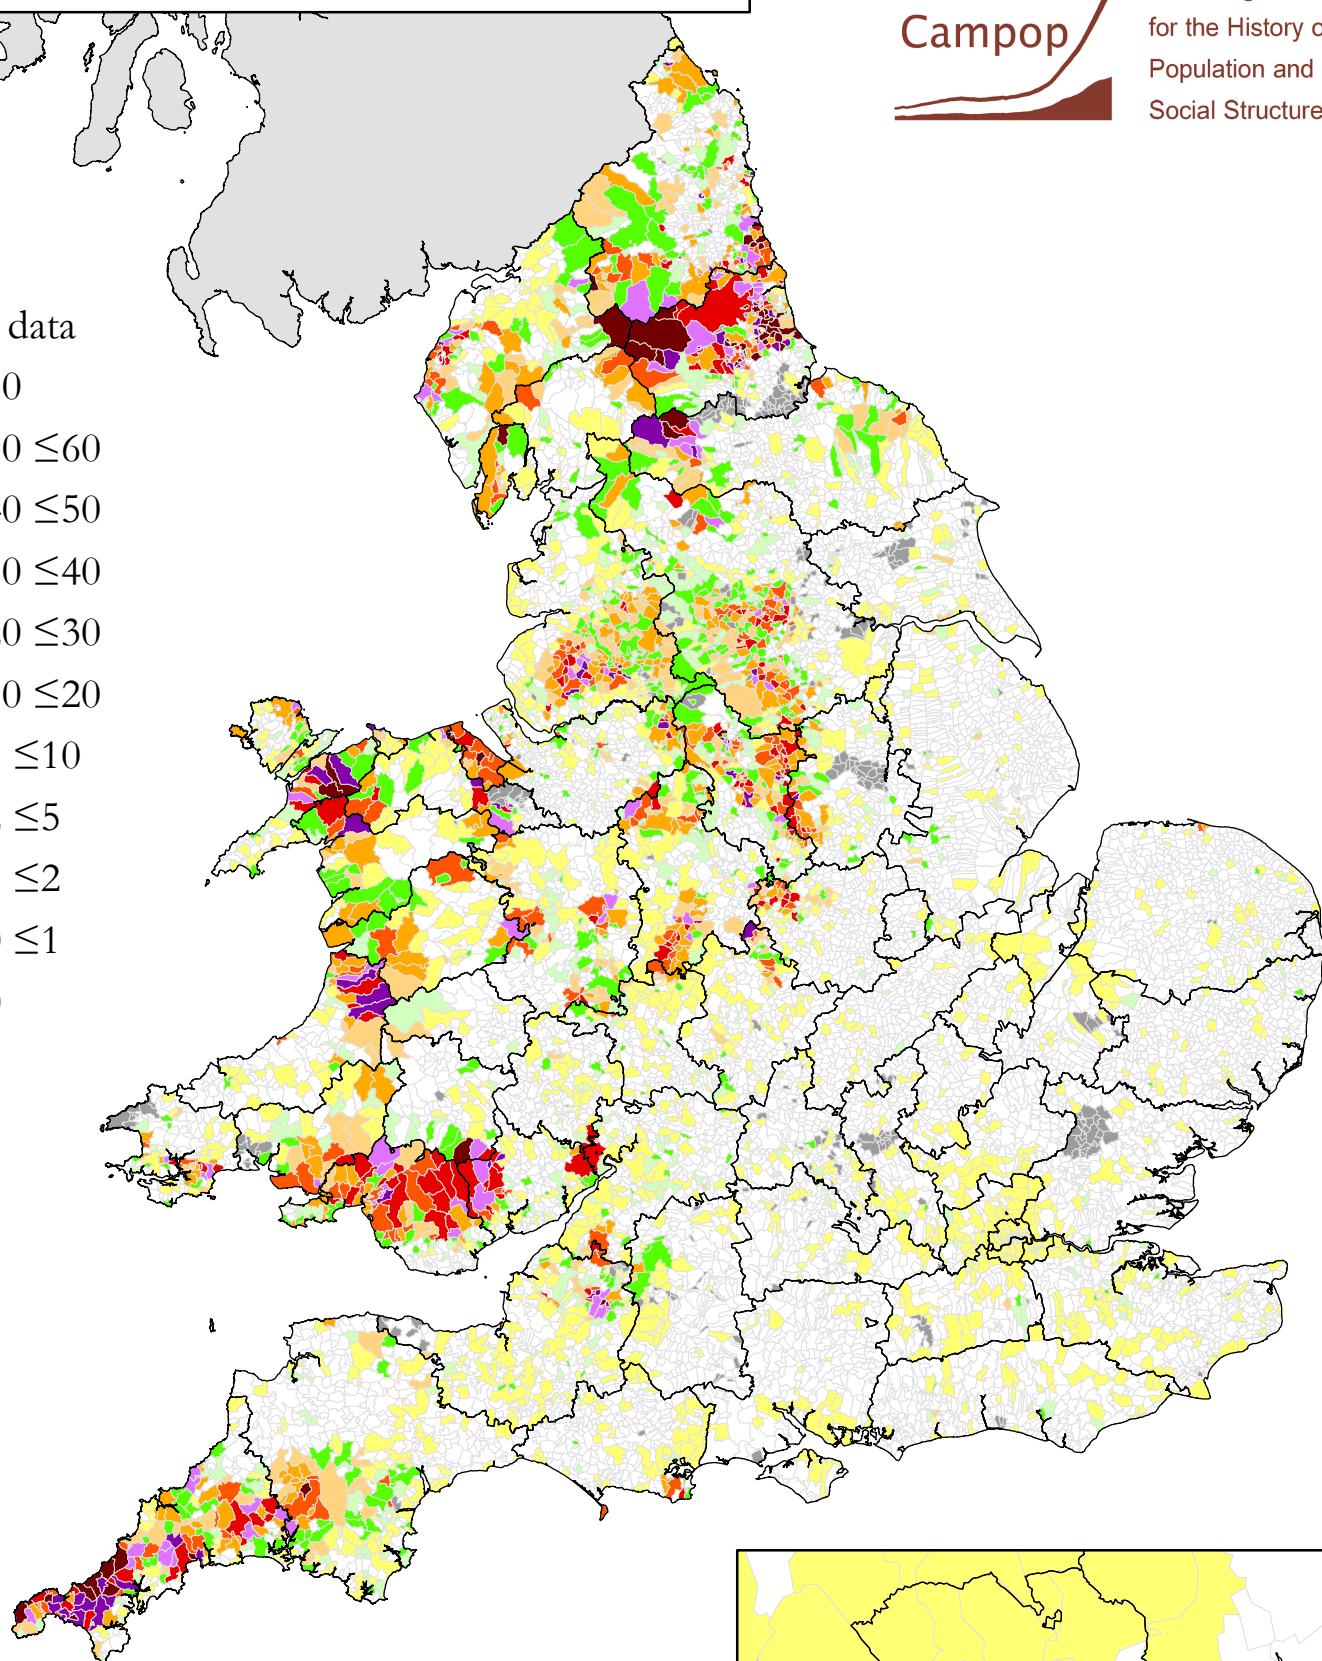 Campop
for the History
Population and
Social Structure
data
0
0 ≤60
0 ≤50
0 ≤40
0 ≤30
0 ≤20
≤10
≤5
≤2
≤1